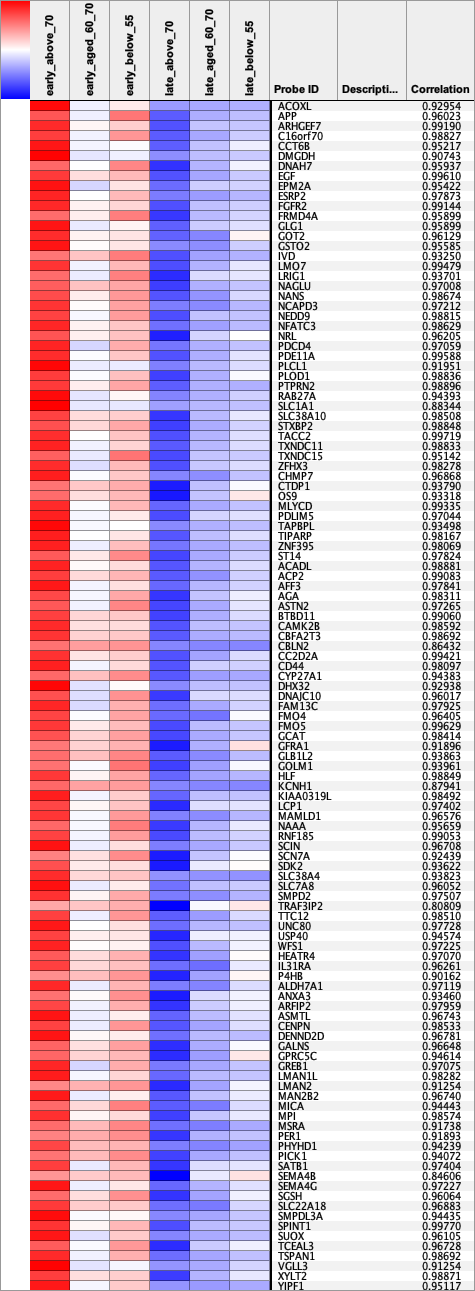 early_above_70
early_aged_60_70
early_below_55
late_above_70
late_aged_60_70
late_below_55
Probe ID Descripti... Correlation
ACOXL 0.92954
APP 0.96023
ARHGEF7 0.99190
C16orf70 0.98827
CCT6B 0.95217
DMGDH 0.90743
DNAH7 0.95937
EGF 0.99610
EPM2A 0.95422
ESRP2 0.97873
FGFR2 0.99144
FRMD4A 0.95899
GLG1 0.95899
GOT2 0.96129
GSTO2 0.95585
IVD 0.93250
LMO7 0.99479
LRIG1 0.93701
NAGLU 0.97008
NANS 0.98674
NCAPD3 0.97212
NEDD9 0.98815
NFATC3 0.98629
NRL 0.96205
PDCD4 0.97059
PDE11A 0.99588
PLCL1 0.91951
PLOD1 0.98836
PTPRN2 0.98896
RAB27A 0.94393
SLC1A1 0.88344
SLC38A10 0.98508
STXBP2 0.98848
TACC2 0.99719
TXNDC11 0.98833
TXNDC15 0.95142
ZFHX3 0.98278
CHMP7 0.96868
CTDP1 0.93790
OS9 0.93318
MLYCD 0.99335
PDLIM5 0.97044
TAPBPL 0.93498
TIPARP 0.98167
ZNF395 0.98069
ST14 0.97824
ACADL 0.98881
ACP2 0.99083
AFF3 0.97841
AGA 0.98311
ASTN2 0.97265
BTBD11 0.99060
CAMK2B 0.98592
CBFA2T3 0.98692
CBLN2 0.86432
CC2D2A 0.99421
CD44 0.98097
CYP27A1 0.94383
DHX32 0.92938
DNAJC10 0.96017
FAM13C 0.97925
FMO4 0.96405
FMO5 0.99629
GCAT 0.98414
GFRA1 0.91896
GLB1L2 0.93863
GOLM1 0.93961
HLF 0.98849
KCNH1 0.87941
KIAA0319L 0.98492
LCP1 0.97402
MAMLD1 0.96576
NAAA 0.95659
RNF185 0.99053
SCIN 0.96708
SCN7A 0.92439
SDK2 0.93622
SLC38A4 0.93823
SLC7A8 0.96052
SMPD2 0.97507
TRAF3IP2 0.80809
TTC12 0.98510
UNC80 0.97728
USP40 0.94574
WFS1 0.97225
HEATR4 0.97070
IL31RA 0.96261
P4HB 0.90162
ALDH7A1 0.97119
ANXA3 0.93460
ARFIP2 0.97959
ASMTL 0.96743
CENPN 0.98533
DENND2D 0.96781
GALNS 0.96648
GPRC5C 0.94614
GREB1 0.97075
LMAN1L 0.98282
LMAN2 0.91254
MAN2B2 0.96740
MICA 0.94443
MPI 0.98574
MSRA 0.91738
PER1 0.91893
PHYHD1 0.94239
PICK1 0.94072
SATB1 0.97404
SEMA4B 0.84606
SEMA4G 0.97227
SGSH 0.96064
SLC22A18 0.96883
SMPDL3A 0.94435
SPINT1 0.99770
SUOX 0.96105
TCEAL3 0.96728
TSPAN1 0.98692
VGLL3 0.91254
XYLT2 0.98871
YIPF1 0.95117